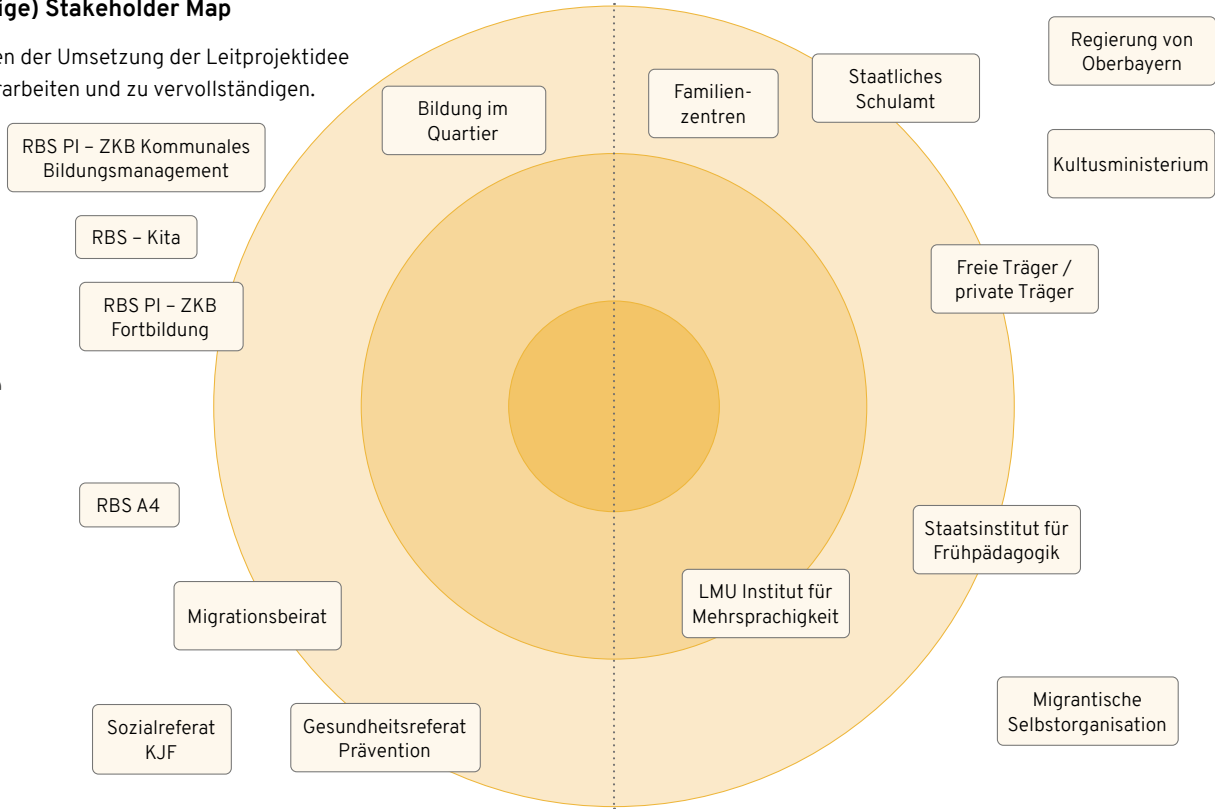 ige) Stakeholder Map
en der Umsetzung der Leitprojektidee
rarbeiten und zu vervollständigen.
Regierung von
Oberbayern
Staatliches
Schulamt
Familien-
zentren
Bildung im
Quartier
RBS PI – ZKB Kommunales
Bildungsmanagement
Kultusministerium
RBS – Kita
Freie Träger /
private Träger
RBS PI – ZKB
Fortbildung
RBS A4
Staatsinstitut für
Frühpädagogik
LMU Institut für
Mehrsprachigkeit
Migrationsbeirat
Migrantische
Selbstorganisation
Sozialreferat
KJF
Gesundheitsreferat
Prävention